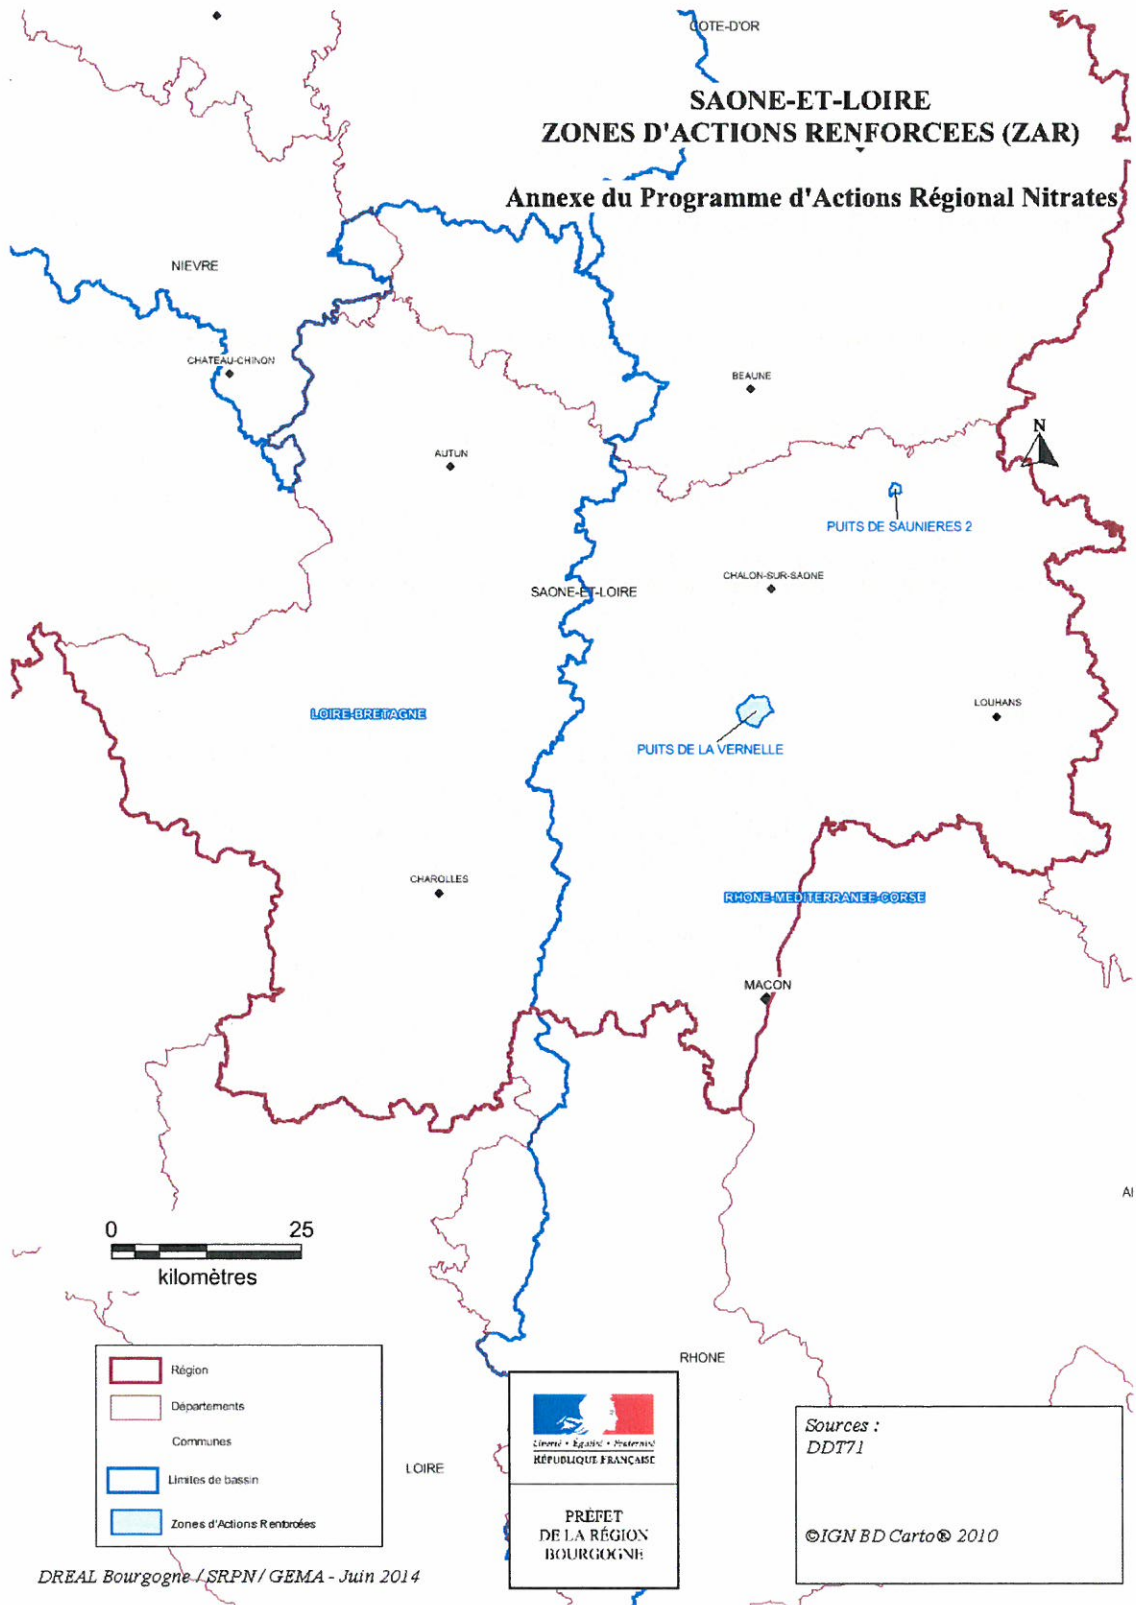 COTE-D'OR
SAONE-ET-LOIRE
ZONES D'ACTIONS RENFORCEES (ZAR)
Annexe du Programme d'Actions Régional Nitrates
NIEVRE
CHATEAU-CHINON
BEAUNE
N
AUTUN
PUITS DE SAUNIERES 2
CHALON-SUR-SAONE
SAONE-ET-LOIRE
LOUHANS
LOIRE-BRETAGNE
PUITS DE LA VERNELLE
CHAROLLES
RHONE-MEDITERRANEE-CORSE
MACON
AI
0 25
kilomètres
RHONE
Région
Départements
Communes
Limites de bassin
Zones d'Actions Renforcées
LOIRE
Liberté • Égalité • Fraternité
RÉPUBLIQUE FRANÇAISE
PRÉFET
DE LA RÉGION
BOURGOGNE
Sources :
DDT71
©IGN BD Carto® 2010
DREAL Bourgogne / SRPN / GEMA - Juin 2014